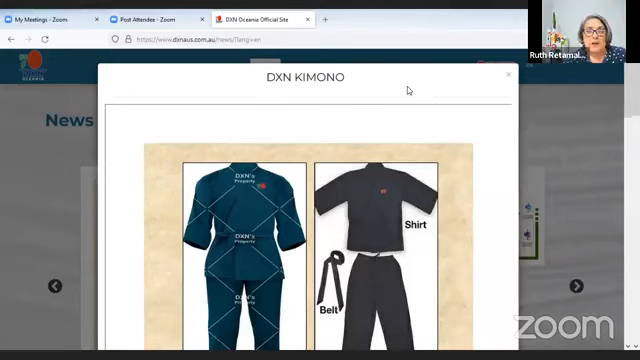 My Meetings - Zoom
Post Attendee - Zoom
DXN Oceania Official Site
https://www.dxnaus.com.au/news/?lang=en
Ruth Retamal...
DXN KIMONO
OCEANIA
News
DXN's
Property
DXN's
Property
DXN's
Property
Shirt
Belt
zoom